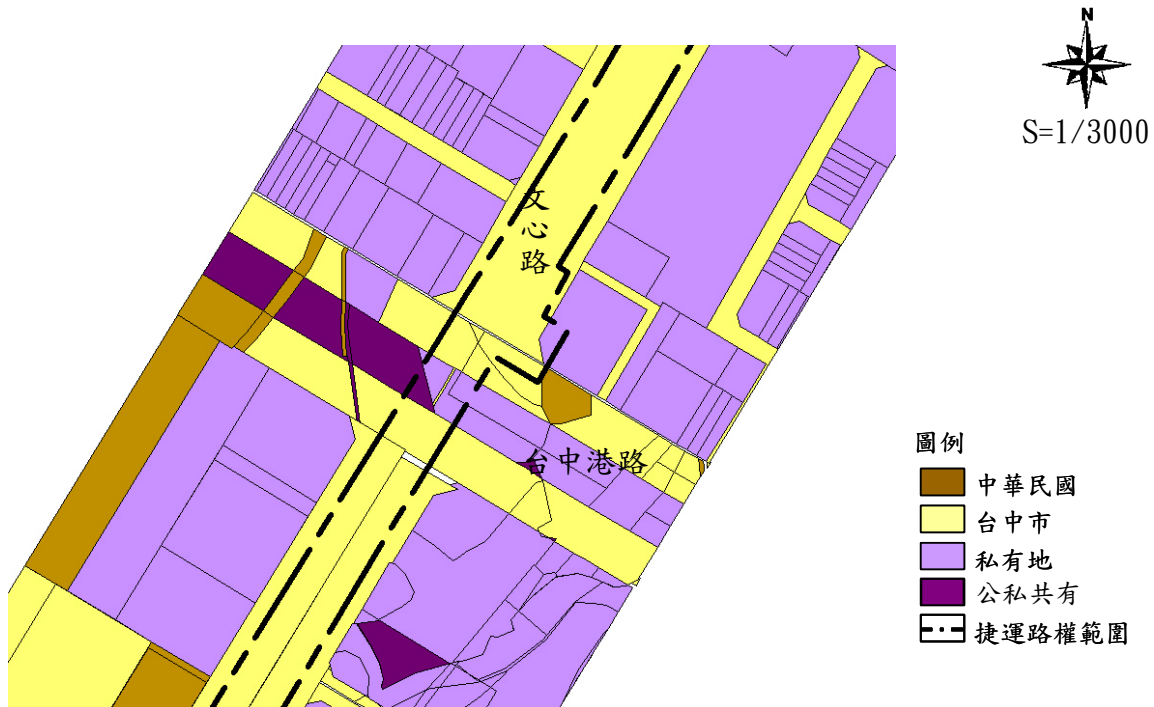 N
S=1/3000
文心路
台中港路
圖例
中華民國
台中市
私有地
公私共有
捷運路權範圍